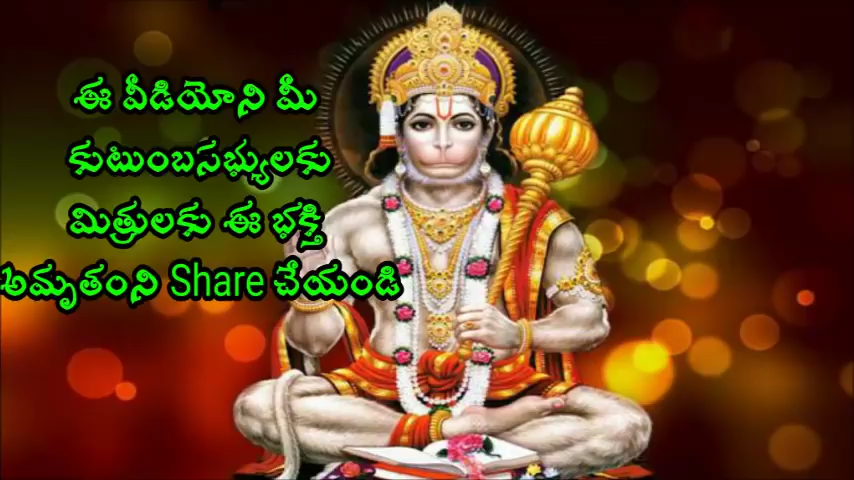 ఈ వీడియోని మీ
కుటుంబసభ్యులకు
మిత్రులకు ఈ భక్తి
అమృతంని Share చేయండి